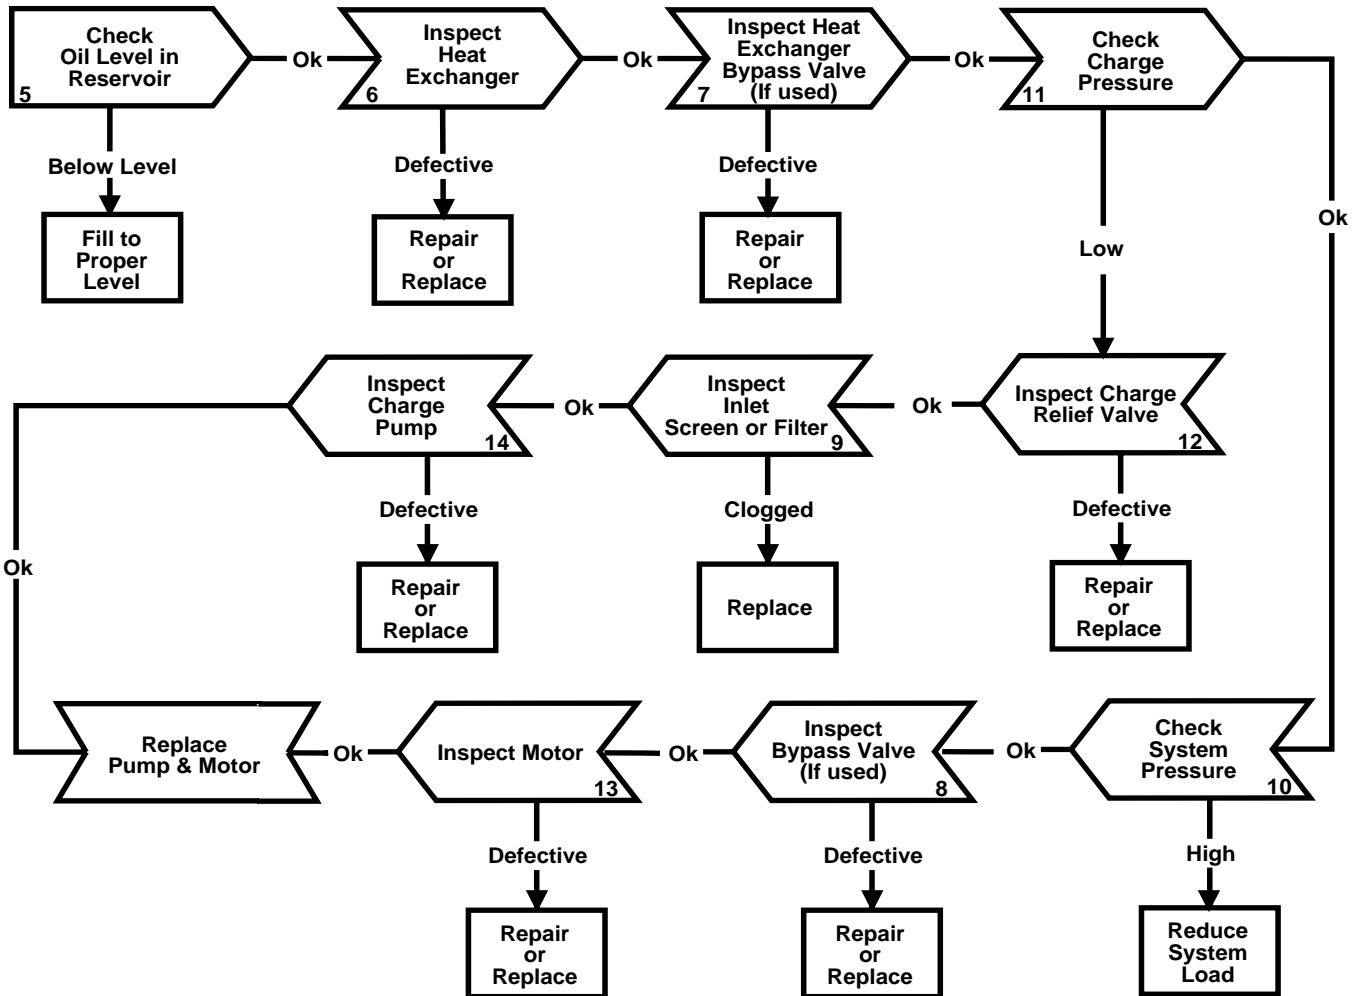 Check
Oil Level in
Reservoir
5
Ok
Inspect
Heat
Exchanger
6
Ok
Inspect Heat
Exchanger
Bypass Valve
(If used)
7
Ok
Check
Charge
Pressure
11
Below Level
Defective
Defective
Low
Ok
Fill to
Proper
Level
Repair
or
Replace
Repair
or
Replace
Inspect
Charge
Pump
14
Ok
Inspect
Inlet
Screen or Filter
9
Ok
Inspect Charge
Relief Valve
12
Defective
Clogged
Defective
Ok
Repair
or
Replace
Replace
Repair
or
Replace
Replace
Pump & Motor
Ok
Inspect Motor
13
Ok
Inspect
Bypass Valve
(If used)
8
Ok
Check
System
Pressure
10
Defective
Defective
High
Repair
or
Replace
Repair
or
Replace
Reduce
System
Load